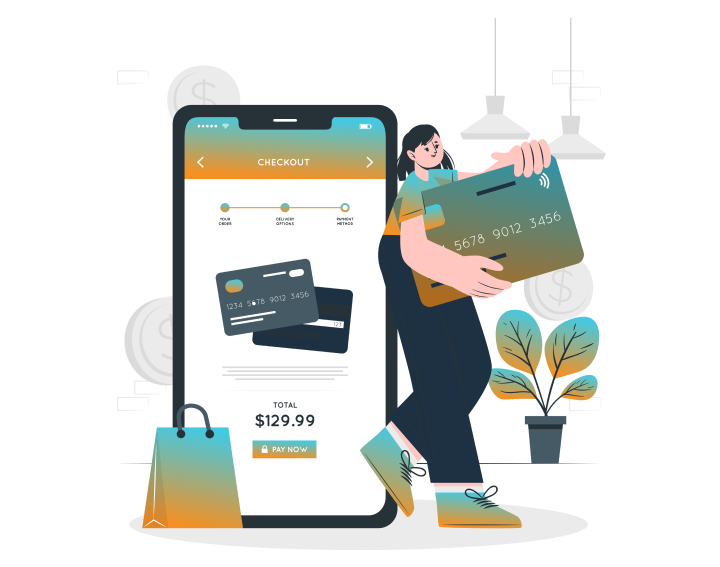 CHECKOUT
YOUR
ORDER
DELIVERY
OPTIONS
PAYMENT
METHOD
1234 5678 9012 3456
123
TOTAL
$129.99
PAY NOW
5678 9012 3456
$
$
$